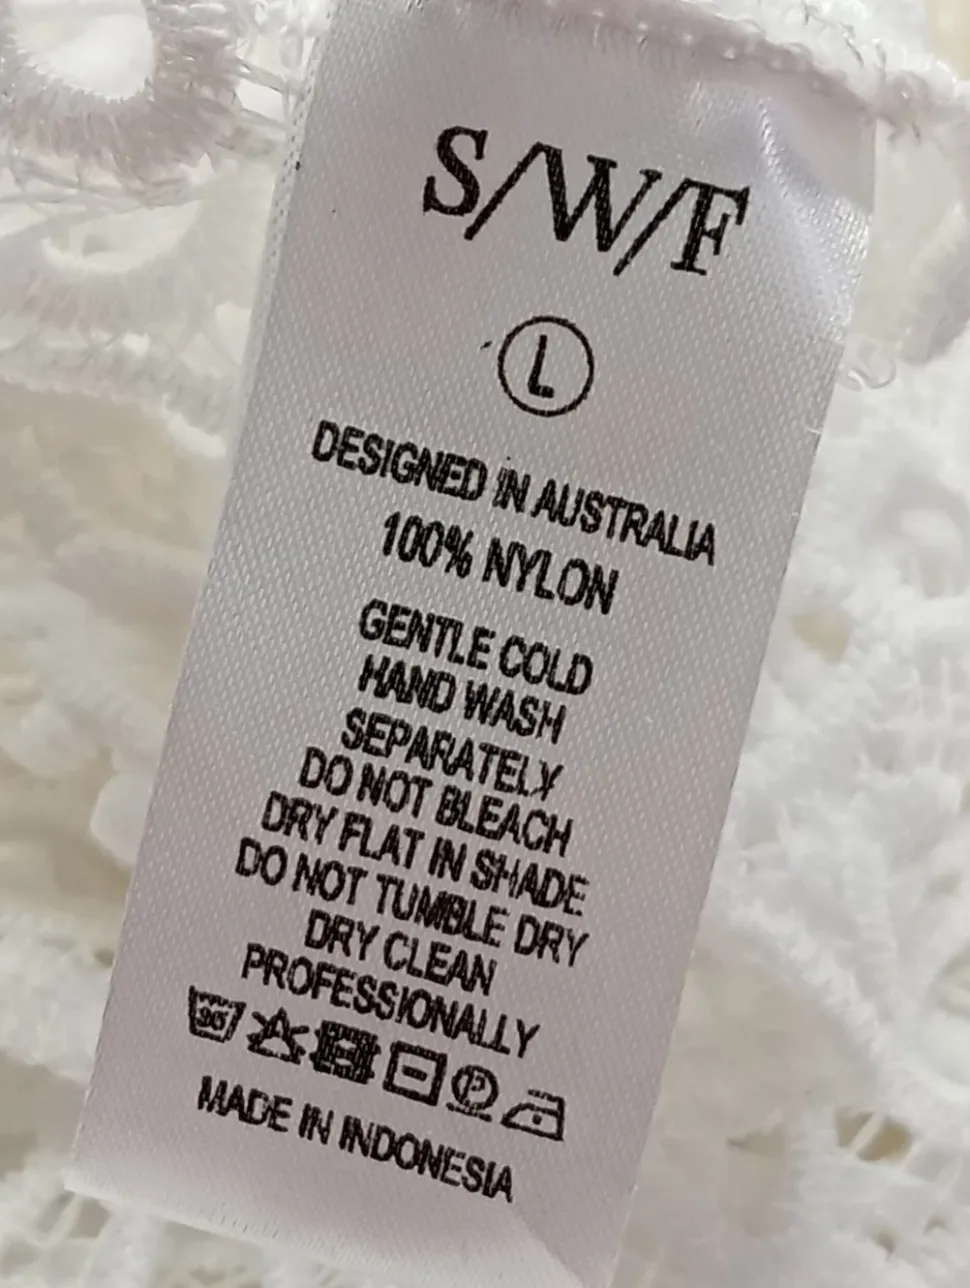 S/W/F
L
DESIGNED IN AUSTRALIA
100% NYLON
GENTLE COLD
HAND WASH
SEPARATELY
DO NOT BLEACH
DRY FLAT IN SHADE
DO NOT TUMBLE DRY
DRY CLEAN
PROFESSIONALLY
30° P
MADE IN INDONESIA